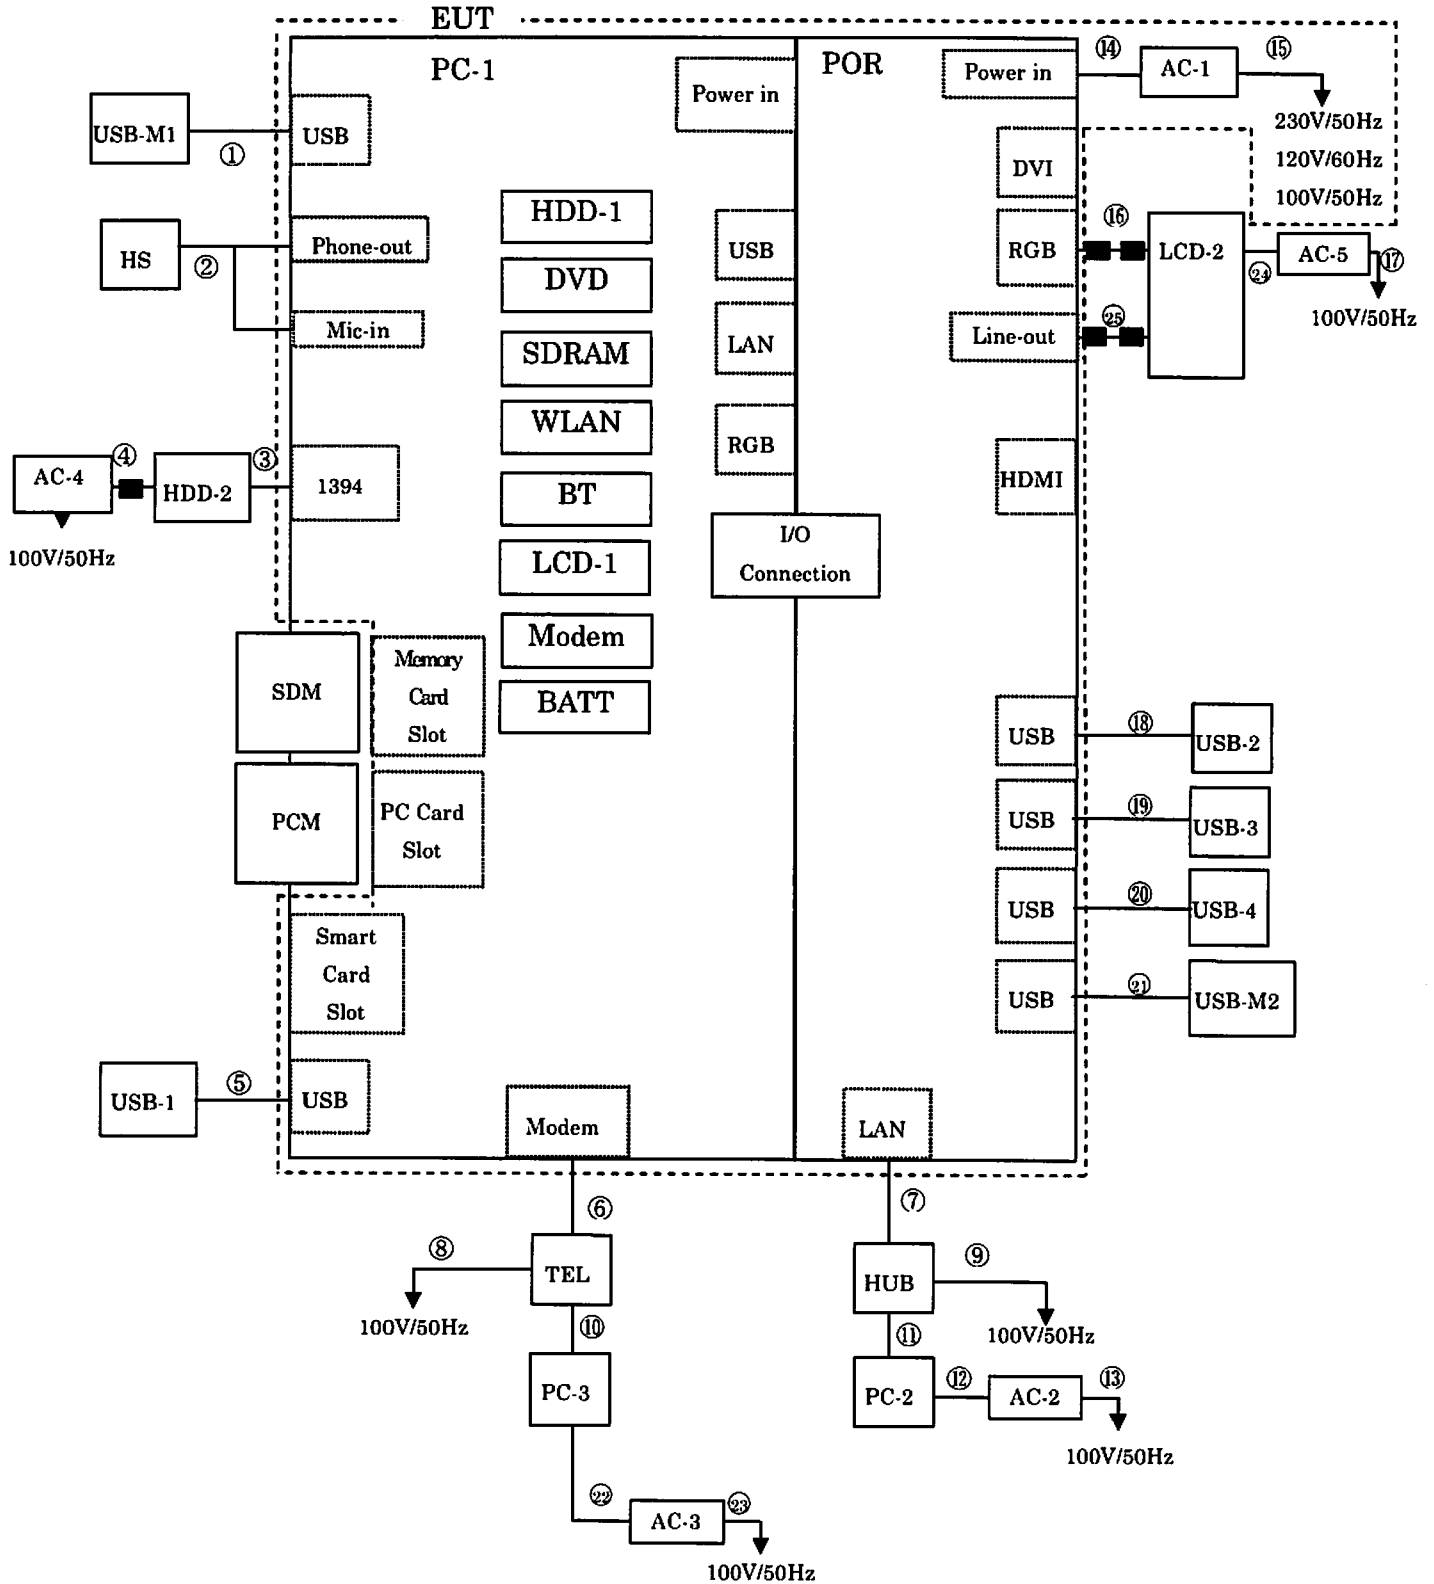 EUT
PC-1
POR
Power in
Power in
⑭
AC-1
⑮
230V/50Hz
120V/60Hz
100V/50Hz
USB-M1
①
USB
DVI
HDD-1
HS
②
Phone-out
USB
RGB
⑯
LCD-2
㉔
AC-5
⑰
100V/50Hz
DVD
Mic-in
SDRAM
LAN
Line-out
㉕
WLAN
RGB
AC-4
④
HDD-2
③
1394
100V/50Hz
BT
HDMI
I/O
Connection
LCD-1
Modem
BATT
SDM
Memory
Card
Slot
PCM
PC Card
Slot
USB
⑱
USB-2
USB
⑲
USB-3
USB
⑳
USB-4
USB
㉑
USB-M2
Smart
Card
Slot
USB-1
⑤
USB
Modem
LAN
⑥
⑦
⑧
TEL
100V/50Hz
HUB
⑨
100V/50Hz
⑩
⑪
PC-3
PC-2
⑫
AC-2
⑬
100V/50Hz
㉒
AC-3
㉓
100V/50Hz